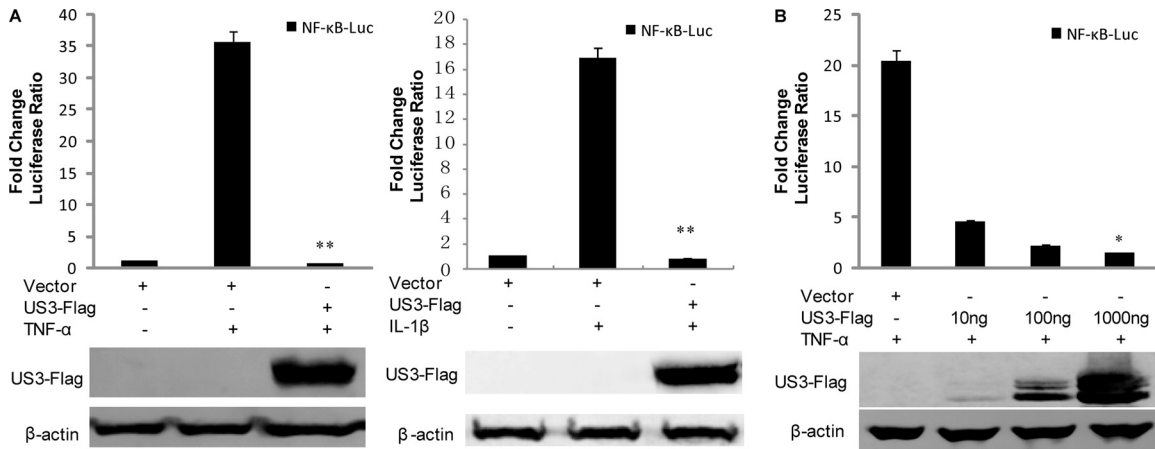 A
B
Fold Change
Luciferase Ratio
40
35
30
25
20
15
10
5
0
NF-κB-Luc
**
Vector + + -
US3-Flag - - +
TNF-α - + +
US3-Flag
β-actin
Fold Change
Luciferase Ratio
20
18
16
14
12
10
8
6
4
2
0
NF-κB-Luc
**
Vector + + -
US3-Flag - - +
IL-1β - + +
US3-Flag
β-actin
Fold Change
Luciferase Ratio
25
20
15
10
5
0
NF-κB-Luc
*
Vector + - - -
US3-Flag - 10ng 100ng 1000ng
TNF-α + + + +
US3-Flag
β-actin